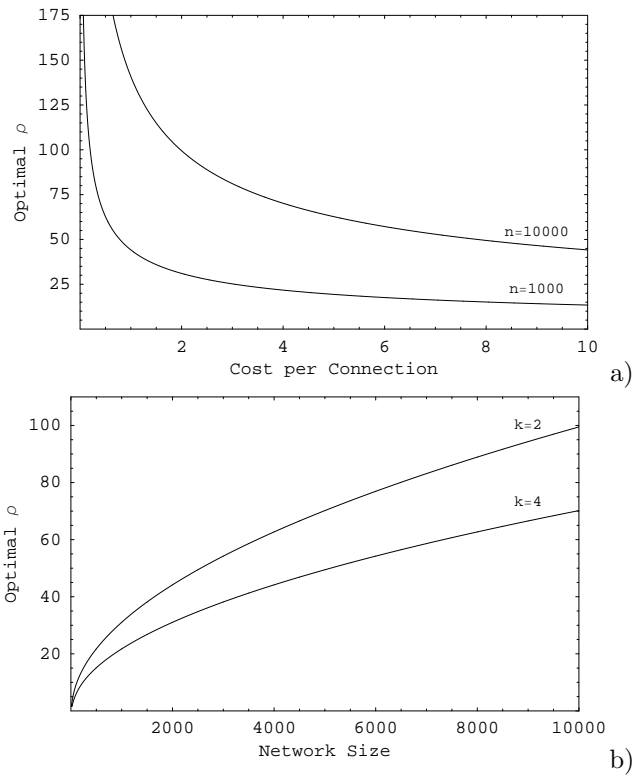 175
150
125
100
75
50
25
Optimal ρ
n=10000
n=1000
2 4 6 8 10
Cost per Connection
a)
100
80
60
40
20
Optimal ρ
k=2
k=4
2000 4000 6000 8000 10000
Network Size
b)